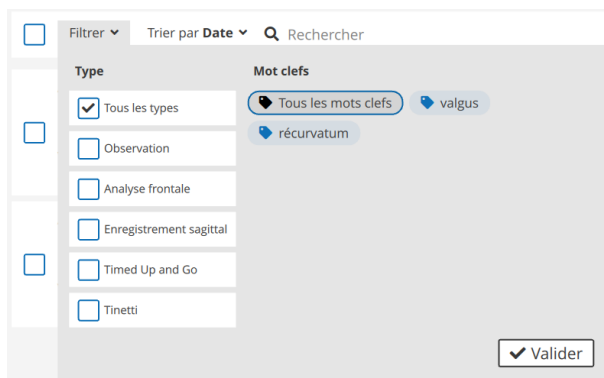 Filtrer Trier par Date Rechercher
Type
Tous les types
Observation
Analyse frontale
Enregistrement sagittal
Timed Up and Go
Tinetti
Mot clefs
Tous les mots clefs valgus
récurvatum
Valider